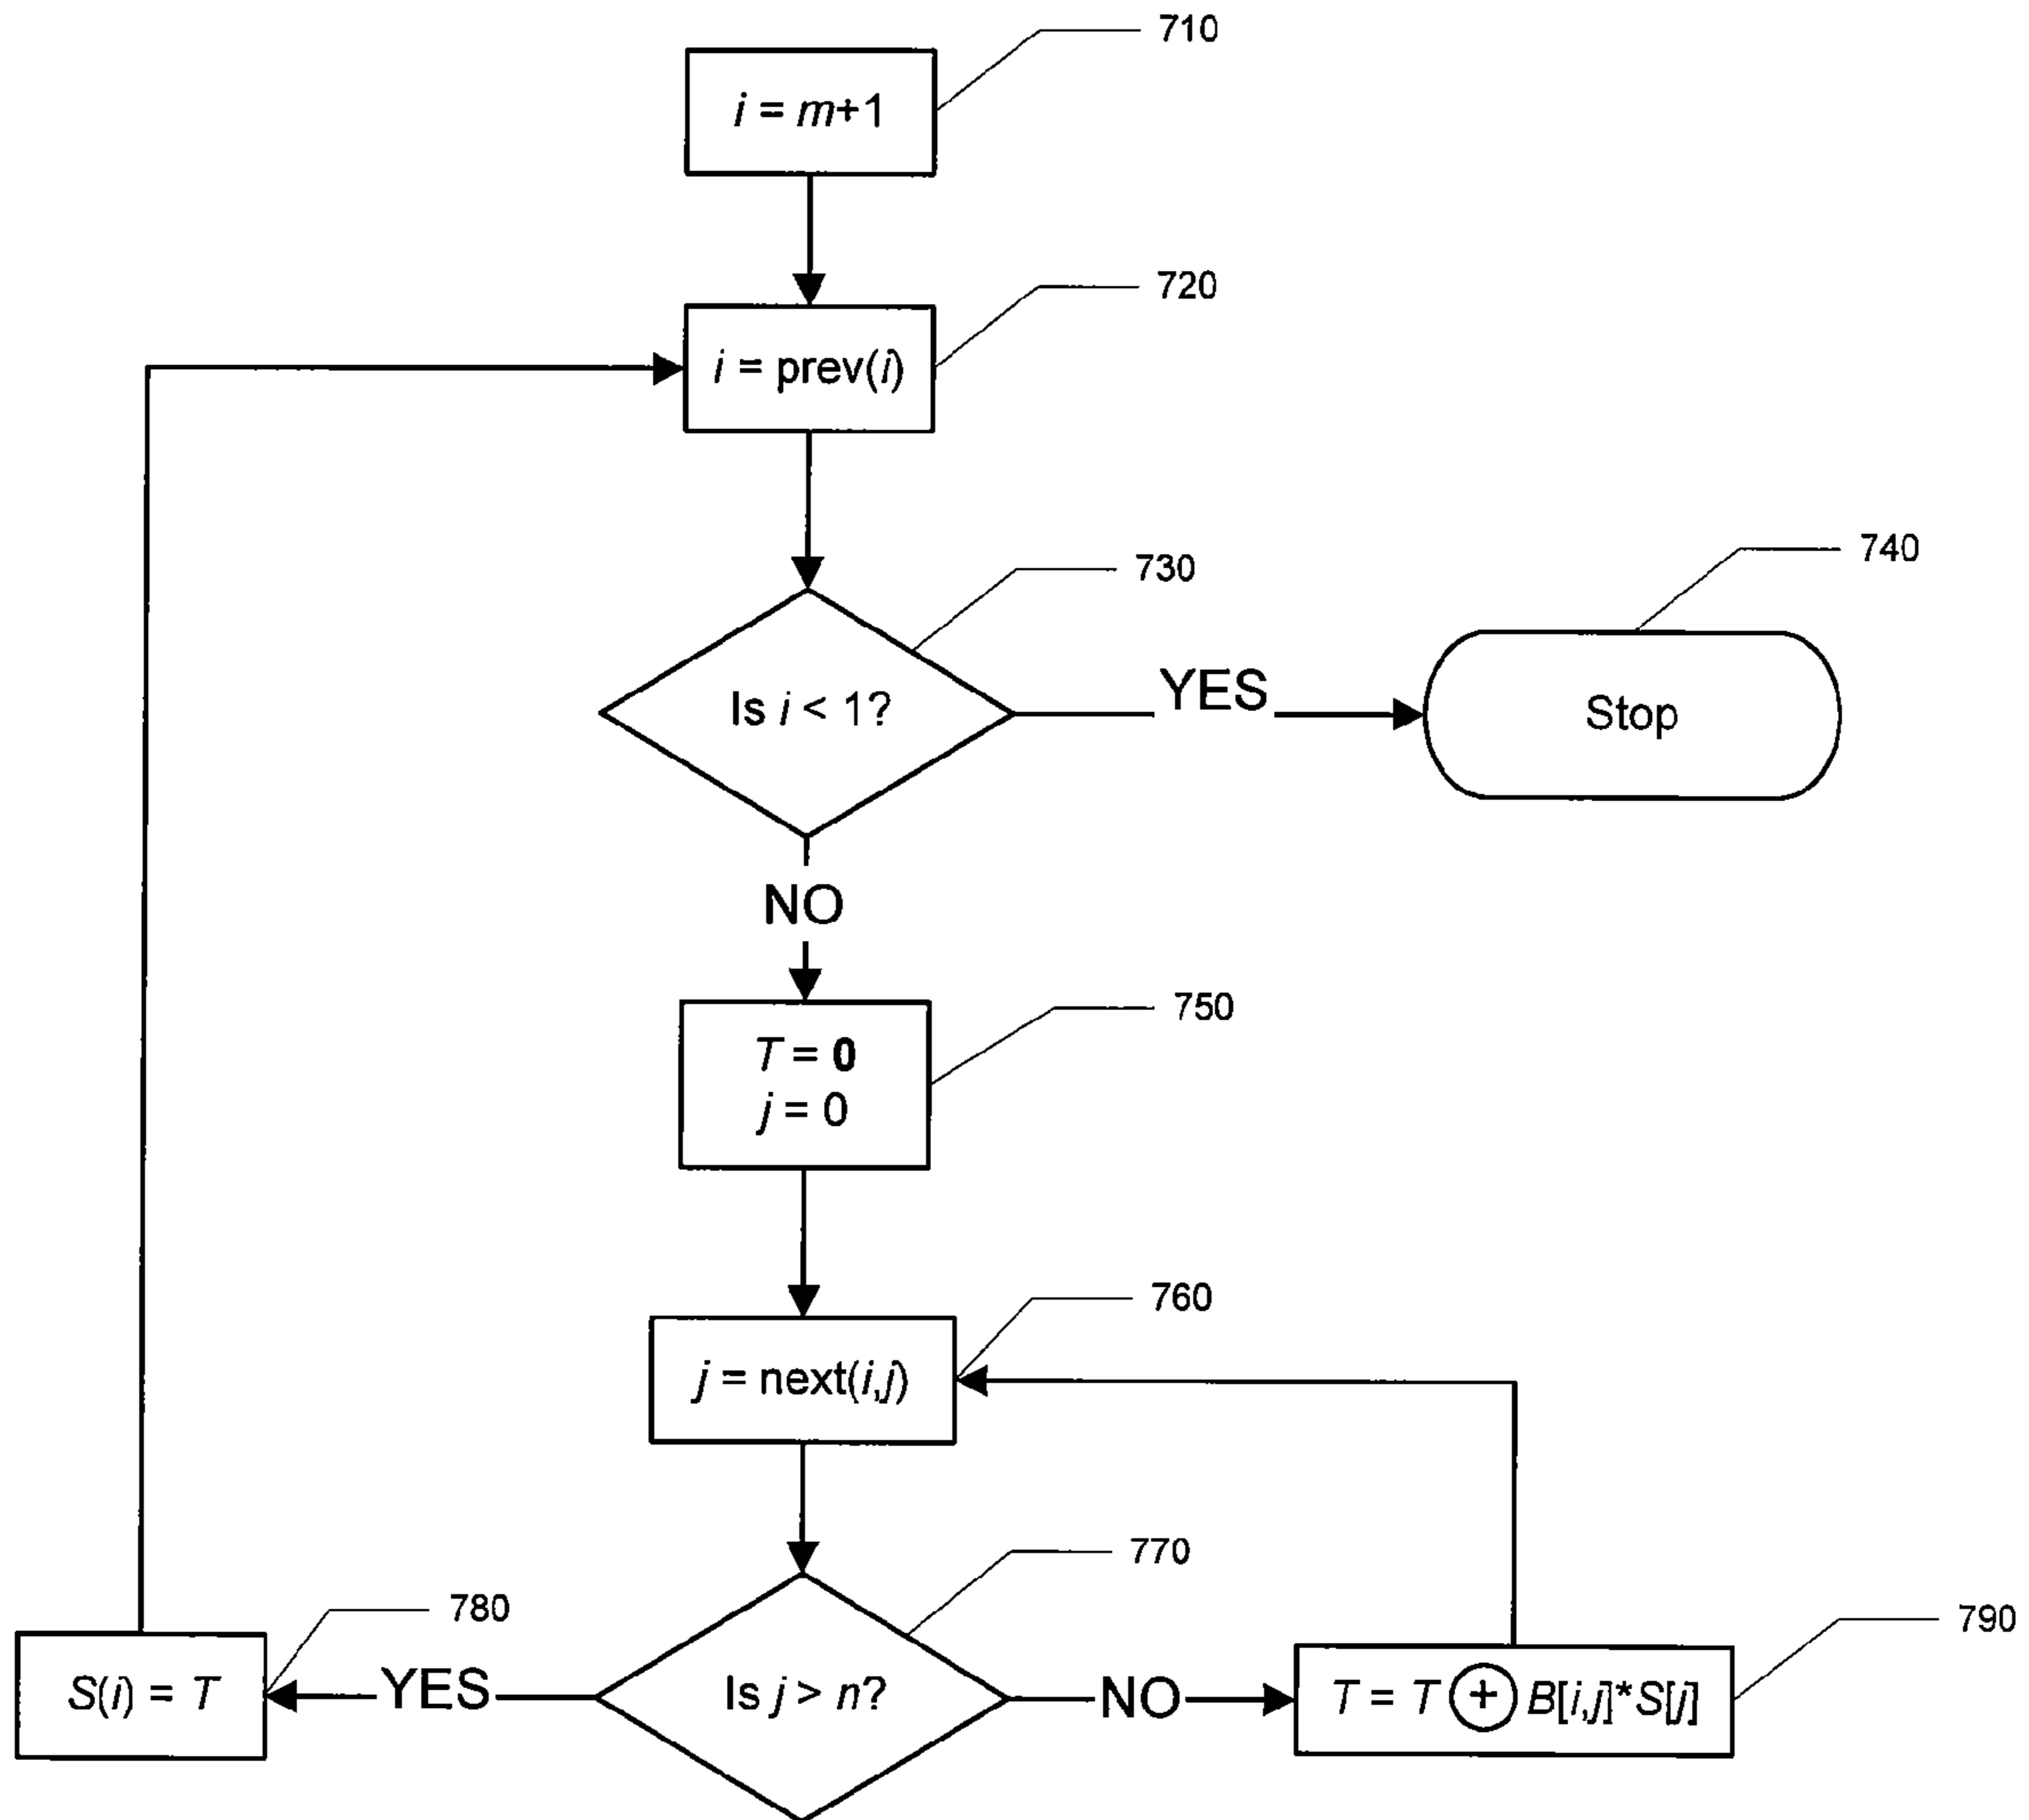 710
i = m+1
720
i = prev(i)
730
740
Is i < 1?
YES
Stop
NO
750
T = 0
j = 0
760
j = next(i,j)
770
780
790
S(i) = T
YES
Is j > n?
NO
T = T ⊕ B[i,j]*S[j]